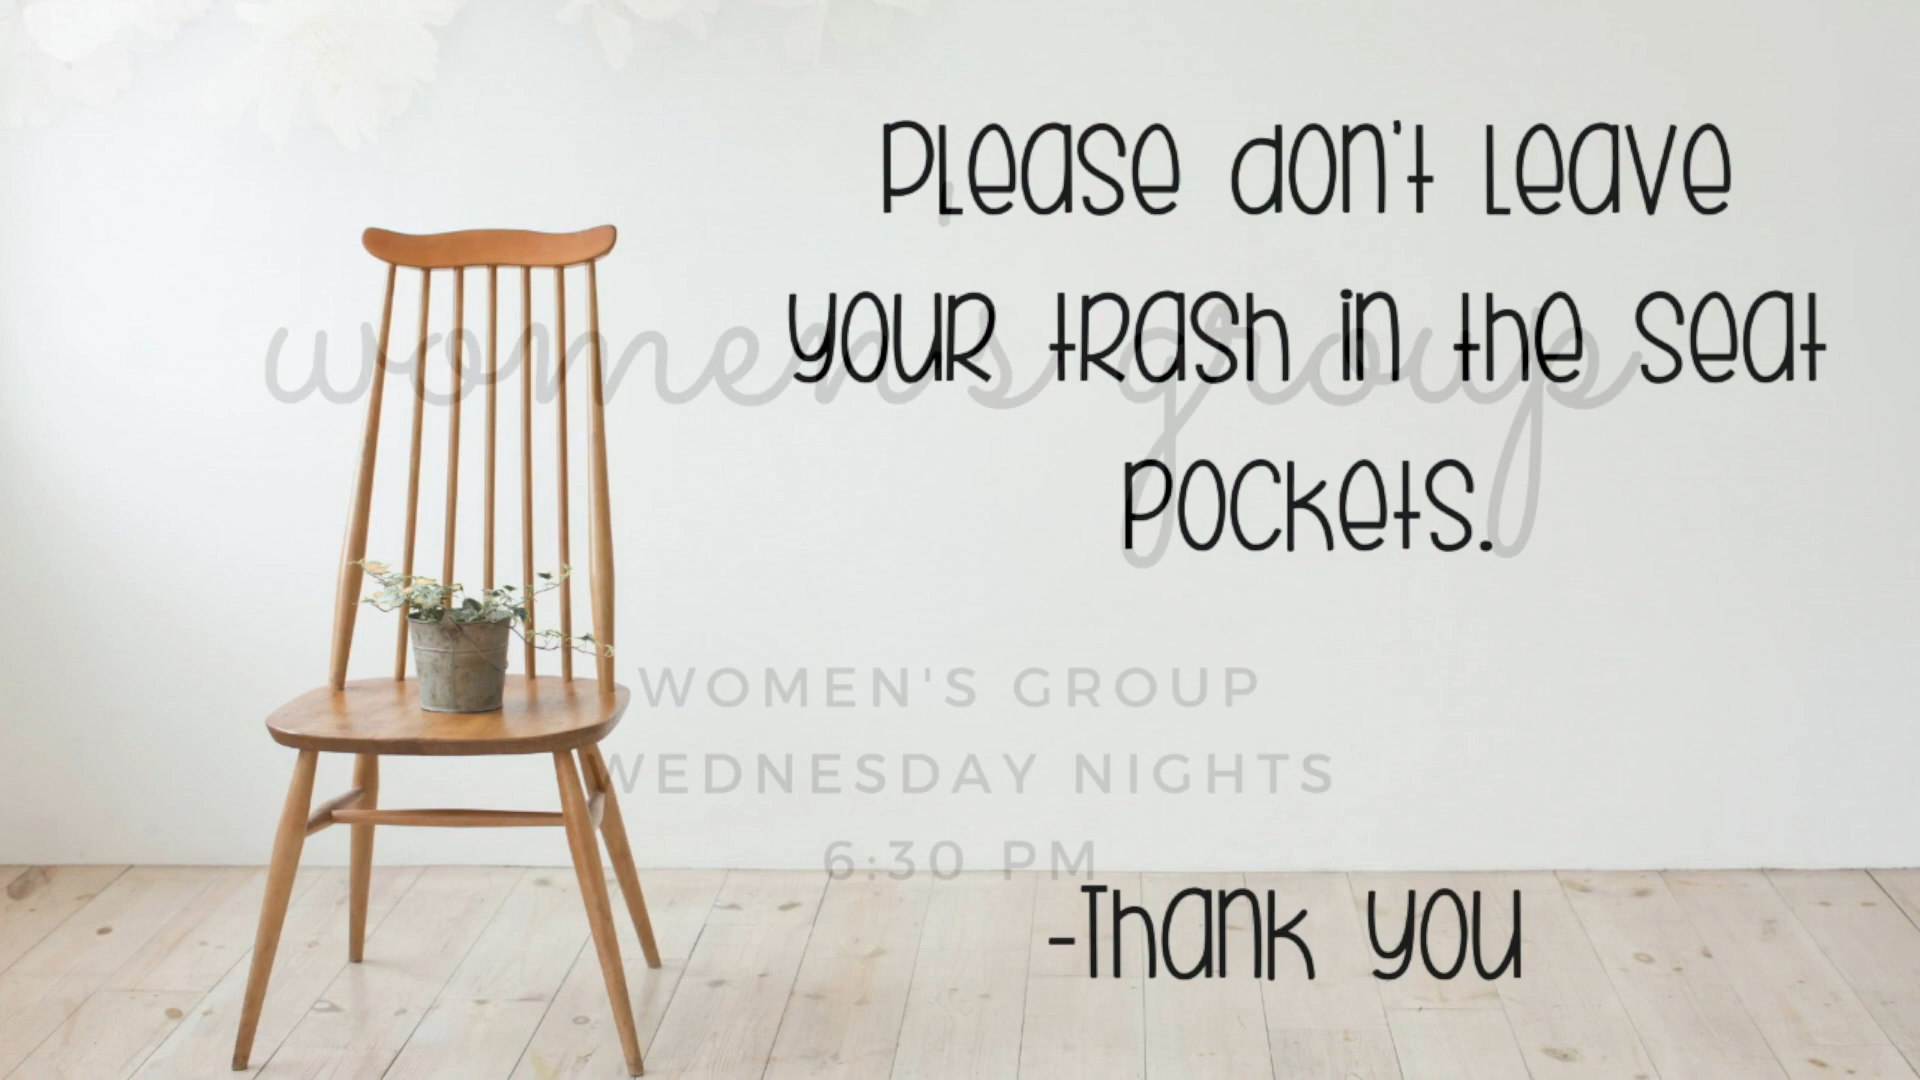 Please don't leave
your trash in the seat
pockets.
women's group
WOMEN'S GROUP
WEDNESDAY NIGHTS
6:30 PM
-Thank you